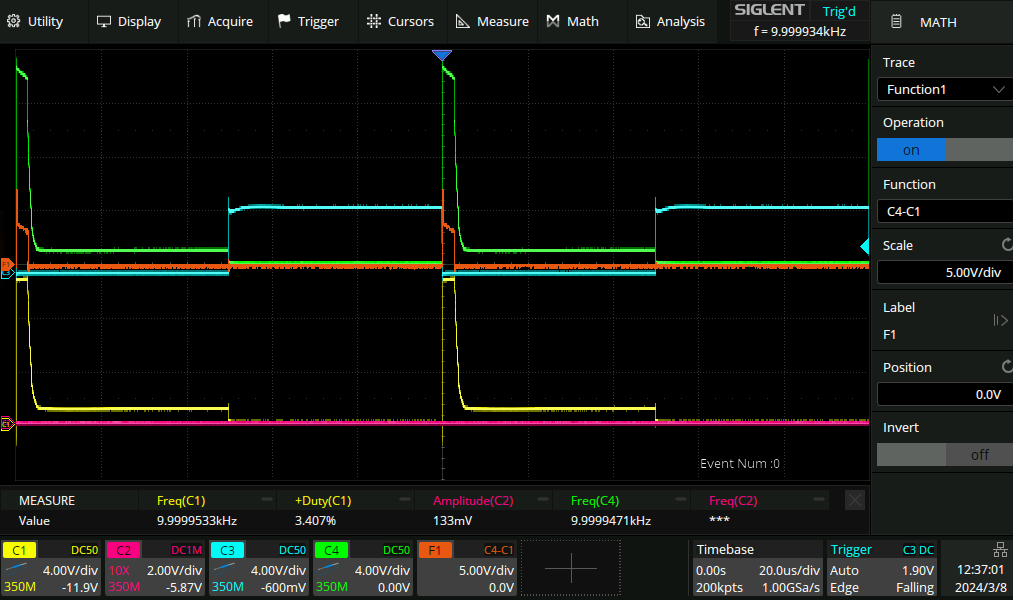 Utility Display Acquire Trigger Cursors Measure Math Analysis SIGLENT Trig'd MATH
f = 9.999934kHz
Trace
Function1
Operation
on
Function
C4-C1
Scale
5.00V/div
Label
F1
Position
0.0V
Invert
off
C1
Event Num :0
MEASURE Freq(C1) +Duty(C1) Amplitude(C2) Freq(C4) Freq(C2)
Value 9.9999533kHz 3.407% 133mV 9.9999471kHz ***
C1 DC50 C2 DC1M C3 DC50 C4 DC50 F1 C4-C1 Timebase Trigger C3 DC
4.00V/div 10X 2.00V/div 4.00V/div 4.00V/div 5.00V/div 0.00s 20.0us/div Auto 1.90V 12:37:01
350M -11.9V 350M -5.87V 350M -600mV 350M 0.00V 0.0V 200kpts 1.00GSa/s Edge Falling 2024/3/8